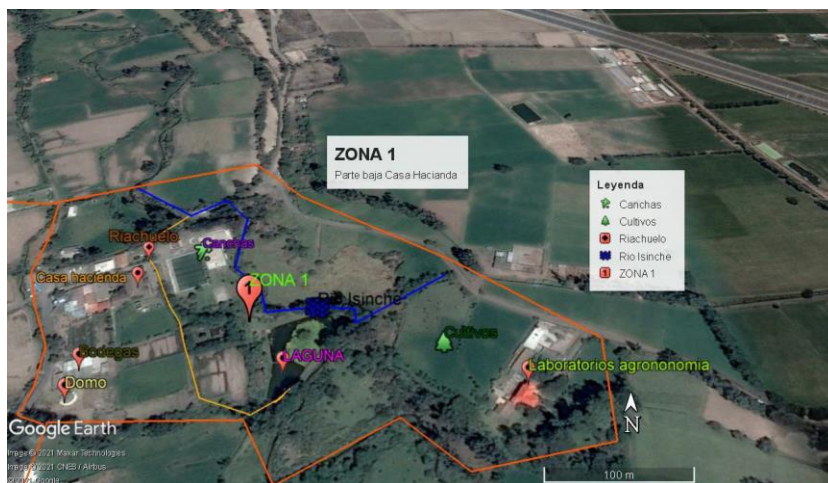 ZONA 1
Parte baja Casa Hacianda
Leyenda
Canchas
Cultivos
Riachuelo
Rio Isinche
ZONA 1
Riachuelo
Canchas
Casa hacienda
ZONA 1
1
Rio Isinche
Cultivos
Bodegas
LAGUNA
Laboratorios agrononomia
Domo
N
Google Earth
Image © 2021 Maxar Technologies
Image © 2021 CNES / Airbus
100 m